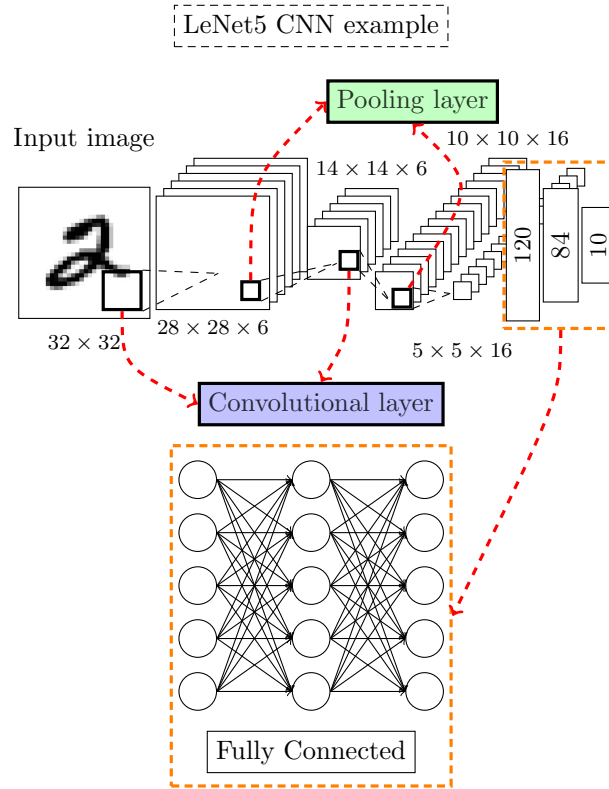 LeNet5 CNN example
Pooling layer
Input image
10 × 10 × 16
14 × 14 × 6
120
84
10
28 × 28 × 6
32 × 32
5 × 5 × 16
Convolutional layer
Fully Connected